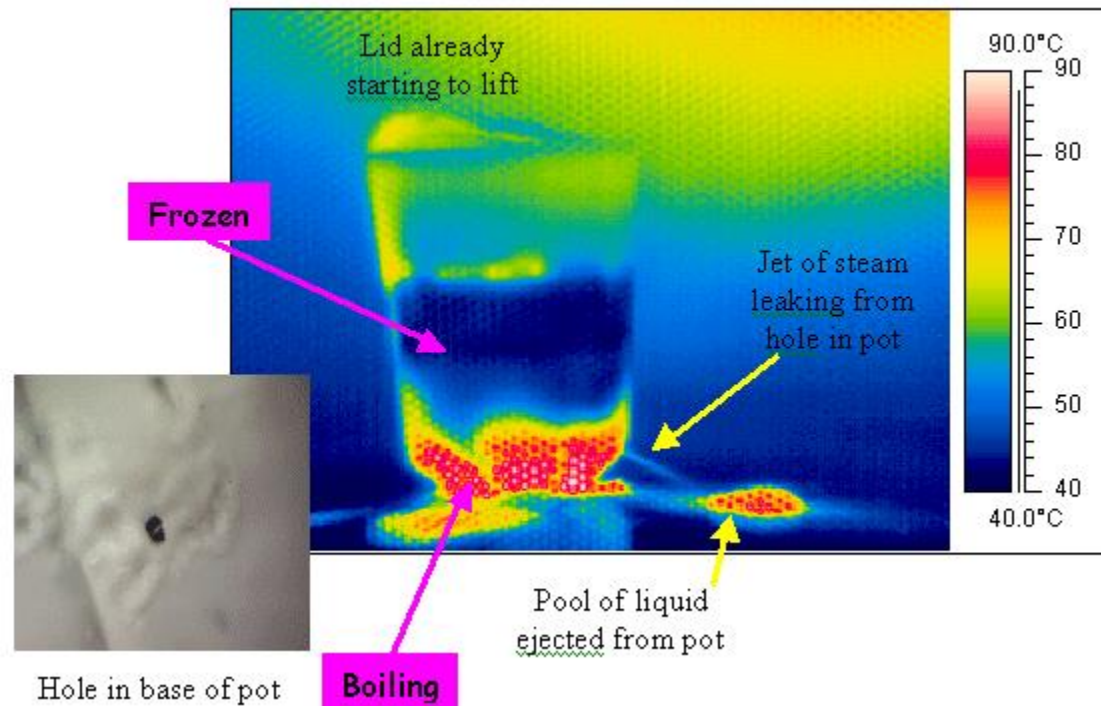 Lid already
starting to lift
90.0°C
90
80
70
60
50
40
40.0°C
Frozen
Jet of steam
leaking from
hole in pot
Pool of liquid
ejected from pot
Hole in base of pot
Boiling